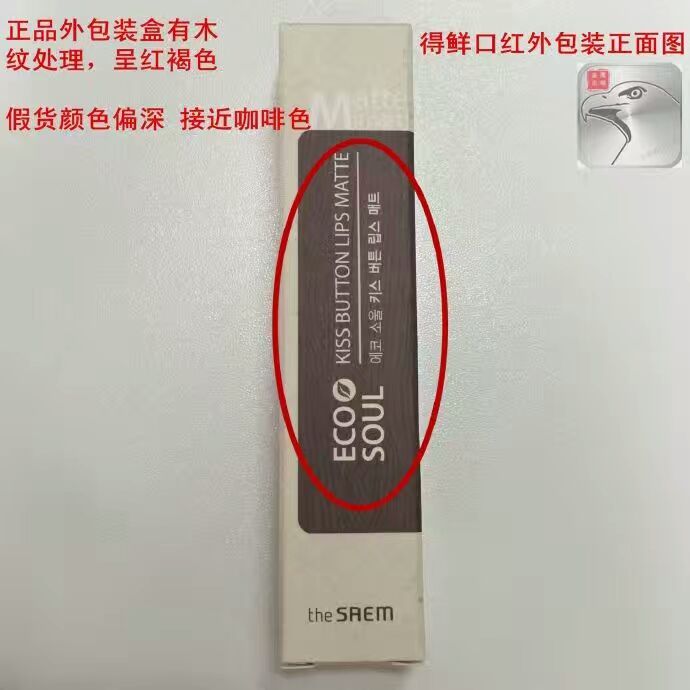 正品外包装盒有木
纹处理，呈红褐色
假货颜色偏深 接近咖啡色
得鲜口红外包装正面图
Mattes
ECO
SOUL
KISS BUTTON LIPS MATTE
에코 소울 키스 버튼 립스 매트
the SAEM